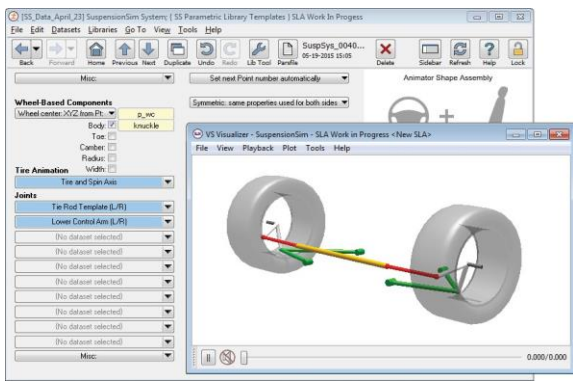 [SS_Data_April_23] SuspensionSim System; { SS Parametric Library Templates } SLA Work In Progess
File Edit Datasets Libraries Go To View Tools Help
Back Forward Home Previous Next Duplicate Undo Redo Lib Tool Parsfile
SuspSys_0040...
05-19-2015 15:05
Delete Sidebar Refresh Help Lock
Misc:
Set next Point number automatically
Animator Shape Assembly
Wheel-Based Components
Symmetric: same properties used for both sides
Wheel center: XYZ from Pt:
p_wc
Body:
knuckle
Toe:
Camber:
Radius:
Width:
Tire Animation
Tire and Spin Axis
Joints
Tie Rod Template (L/R)
Lower Control Arm (L/R)
(No dataset selected)
(No dataset selected)
(No dataset selected)
(No dataset selected)
(No dataset selected)
(No dataset selected)
(No dataset selected)
(No dataset selected)
Misc:
VS Visualizer - SuspensionSim - SLA Work in Progress <New SLA>
File View Playback Plot Tools Help
0.000/0.000